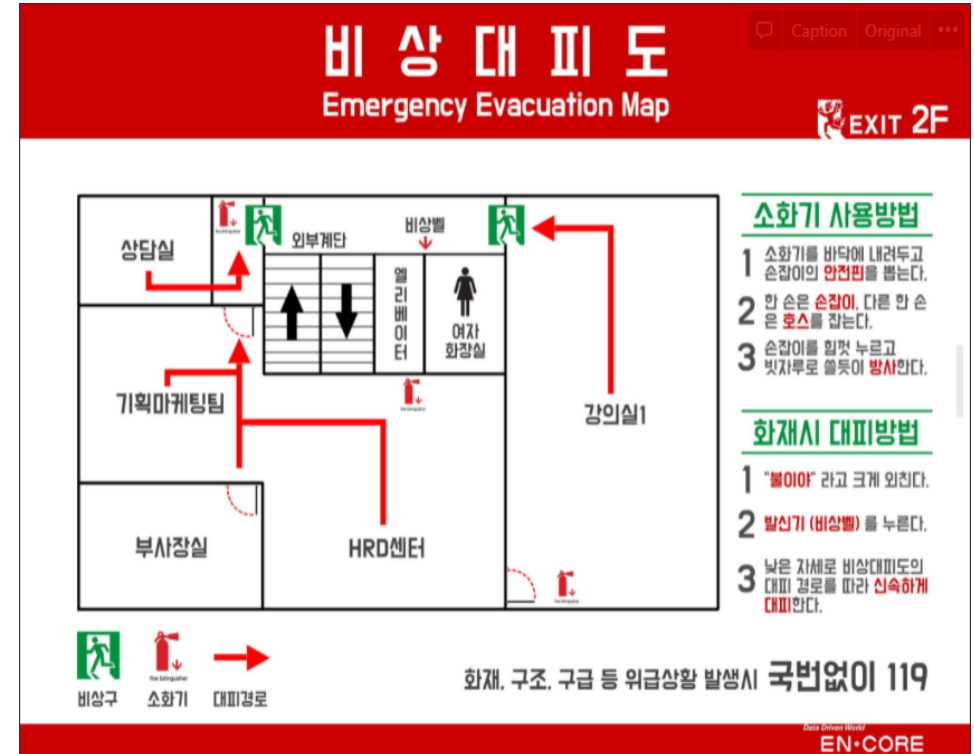 Caption Original
비상대피도
Emergency Evacuation Map
EXIT 2F
상담실
외부계단
비상벨
엘리베이터
여자
화장실
기획마케팅팀
강의실1
부사장실
HRD센터
소화기 사용방법
1 소화기를 바닥에 내려두고
손잡이의 안전핀을 뽑는다.
2 한 손은 손잡이, 다른 한 손
은 호스를 잡는다.
3 손잡이를 힘껏 누르고
빗자루로 쓸듯이 방사한다.
화재시 대피방법
1 "불이야" 라고 크게 외친다.
2 발신기 (비상벨) 를 누른다.
3 낮은 자세로 비상대피도의
대피 경로를 따라 신속하게
대피한다.
fire extinguisher
비상구
소화기
대피경로
화재, 구조, 구급 등 위급상황 발생시 국번없이 119
Data Driven World
EN·CORE